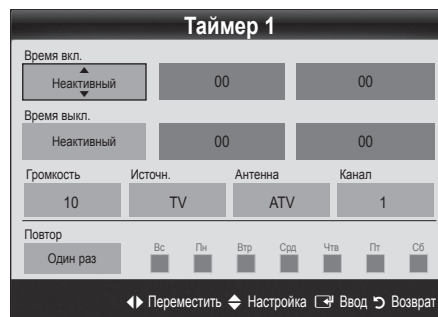 Таймер 1
Время вкл.
Неактивный 00 00
Время выкл.
Неактивный 00 00
Громкость Источн. Антенна Канал
10 TV ATV 1
Повтор
Вс Пн Втр Срд Чтв Пт Сб
Один раз
Переместить Настройка Ввод Возврат